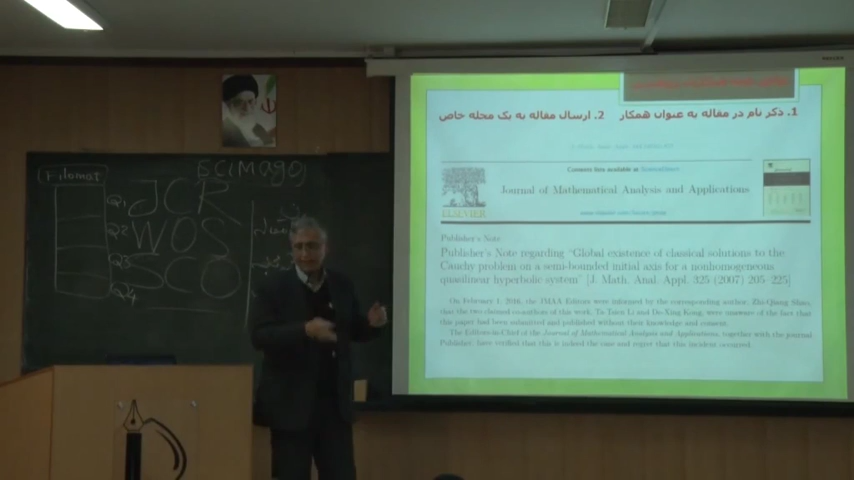 Filomat
SCIMago
Q1 JCR
Q2 WOS
Q3 SCO
Q4
1. ذکر نام در مقاله به عنوان همکار 2. ارسال مقاله به یک مجله خاص
Contents lists available at ScienceDirect
Journal of Mathematical Analysis and Applications
ELSEVIER
Publisher's Note
Publisher's Note regarding "Global existence of classical solutions to the
Cauchy problem on a semi-bounded initial axis for a nonhomogeneous
quasilinear hyperbolic system" [J. Math. Anal. Appl. 325 (2007) 205–225]
On February 1, 2016, the JMAA Editors were informed by the corresponding author, Zhi-Qiang Shao,
that the two claimed co-authors of this work, Ta-Tsien Li and De-Xing Kong, were unaware of the fact that
this paper had been submitted and published without their knowledge and consent.
The Editors-in-Chief of the Journal of Mathematical Analysis and Applications, together with the journal
Publisher, have verified that this is indeed the case and regret that this incident occurred.